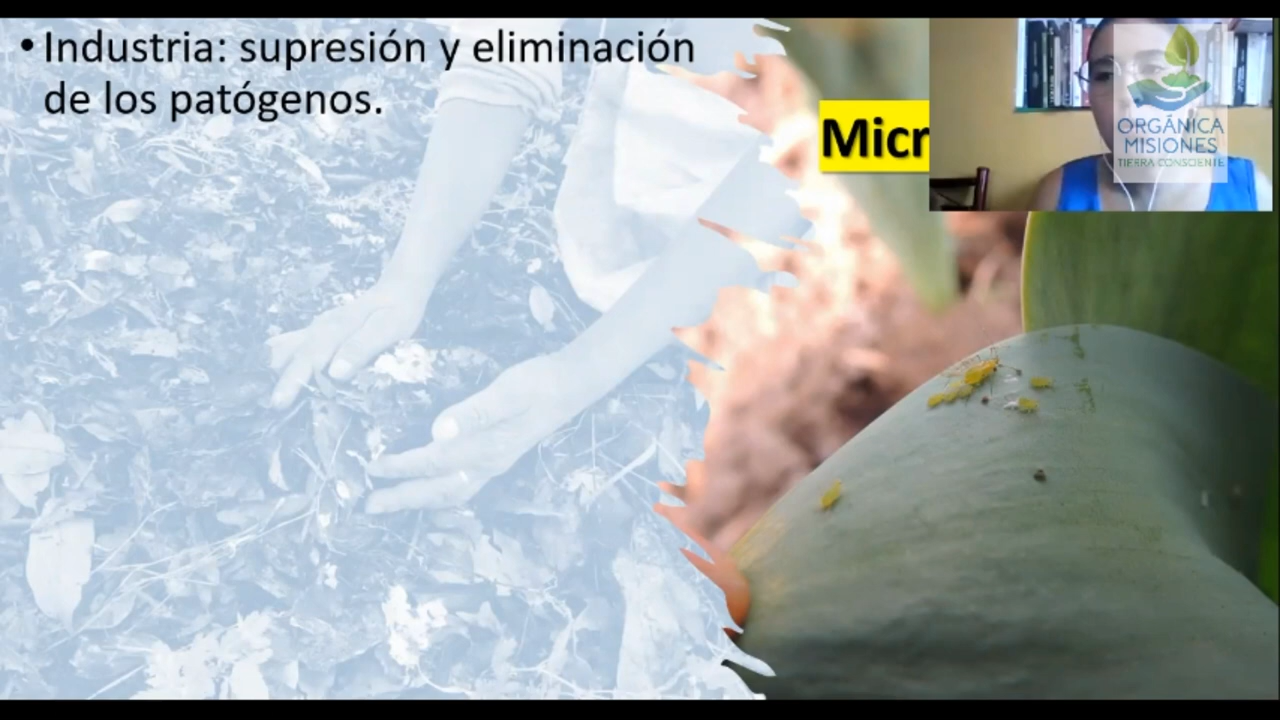 • Industria: supresión y eliminación
de los patógenos.
Micr
ORGÁNICA
MISIONES
TIERRA CONSCIENTE